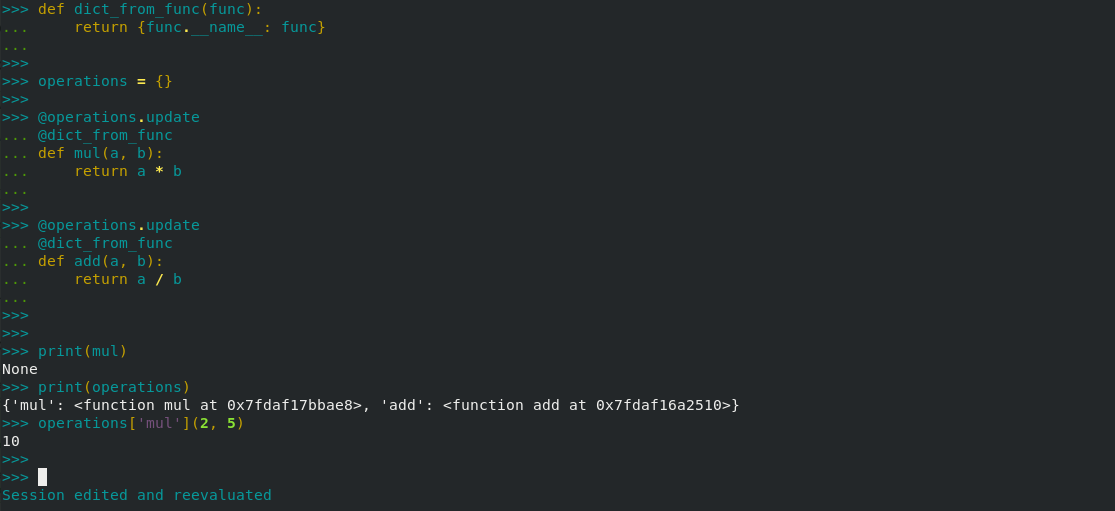 >>> def dict_from_func(func):
...     return {func.__name__: func}
...
>>>
>>> operations = {}
>>>
>>> @operations.update
... @dict_from_func
... def mul(a, b):
...     return a * b
...
>>>
>>> @operations.update
... @dict_from_func
... def add(a, b):
...     return a / b
...
>>>
>>>
>>> print(mul)
None
>>> print(operations)
{'mul': <function mul at 0x7fdaf17bbae8>, 'add': <function add at 0x7fdaf16a2510>}
>>> operations['mul'](2, 5)
10
>>>
>>>
Session edited and reevaluated